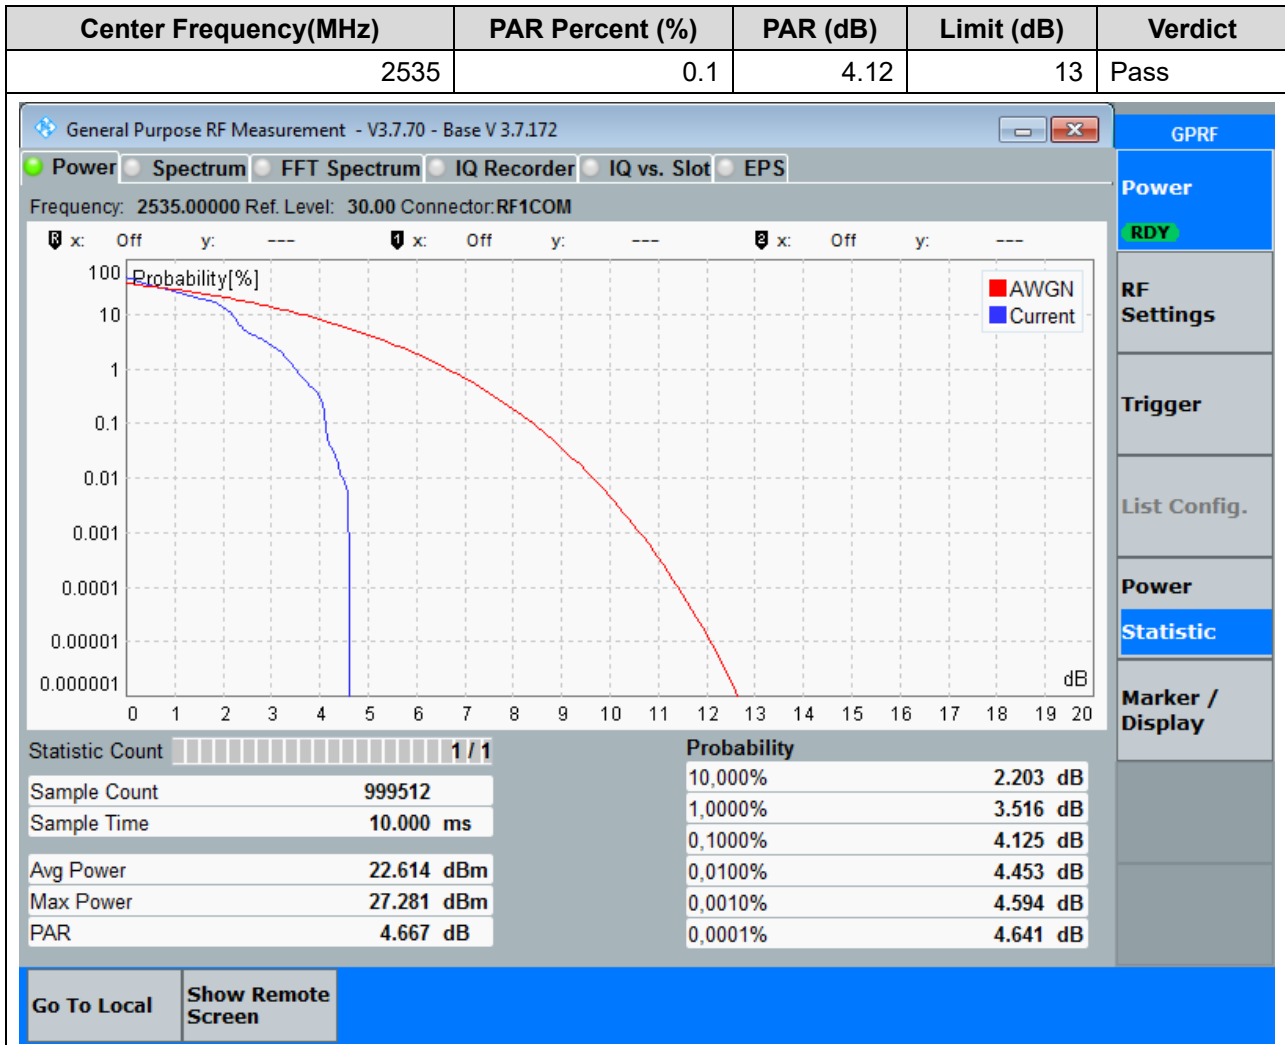 Center Frequency(MHz) PAR Percent (%) PAR (dB) Limit (dB) Verdict
2535 0.1 4.12 13 Pass
General Purpose RF Measurement - V3.7.70 - Base V 3.7.172
GPRF
Power Spectrum FFT Spectrum IQ Recorder IQ vs. Slot EPS
Power
RDY
Frequency: 2535.00000 Ref. Level: 30.00 Connector: RF1COM
R x: Off y: --- 1 x: Off y: --- 2 x: Off y: ---
Probability[%]
AWGN
Current
100
10
1
0.1
0.01
0.001
0.0001
0.00001
0.000001
dB
0 1 2 3 4 5 6 7 8 9 10 11 12 13 14 15 16 17 18 19 20
RF
Settings
Trigger
List Config.
Power
Statistic
Marker /
Display
Statistic Count 1 / 1
Sample Count 999512
Sample Time 10.000 ms
Avg Power 22.614 dBm
Max Power 27.281 dBm
PAR 4.667 dB
Probability
10,000% 2.203 dB
1,0000% 3.516 dB
0,1000% 4.125 dB
0,0100% 4.453 dB
0,0010% 4.594 dB
0,0001% 4.641 dB
Go To Local
Show Remote
Screen